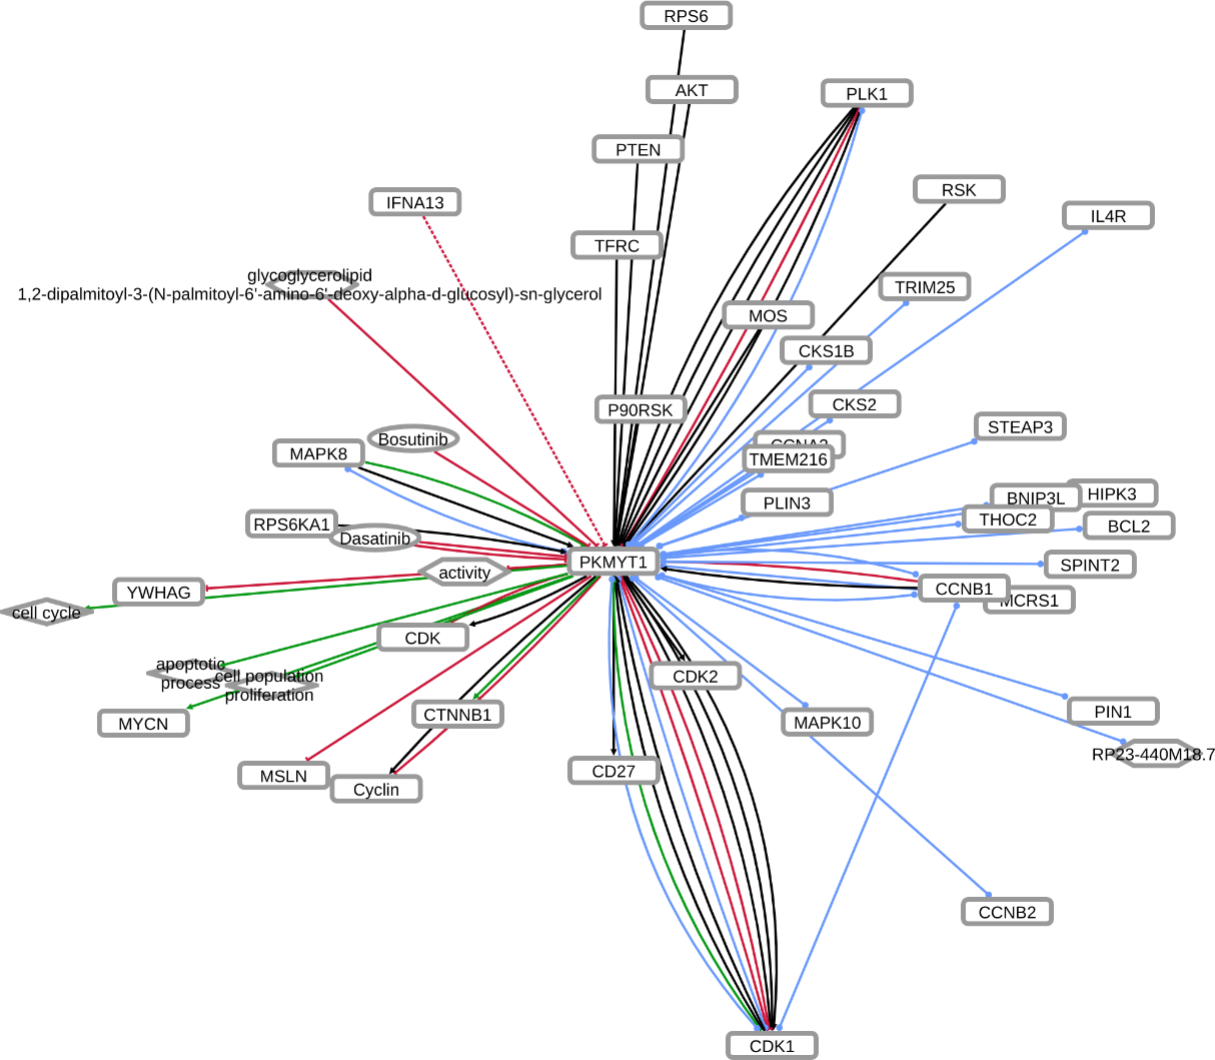 RPS6
AKT
PLK1
PTEN
RSK
IFNA13
IL4R
TFRC
glycoglycerolipid
1,2-dipalmitoyl-3-(N-palmitoyl-6'-amino-6'-deoxy-alpha-d-glucosyl)-sn-glycerol
TRIM25
MOS
CKS1B
CKS2
P90RSK
STEAP3
Bosutinib
MAPK8
TMEM216
PLIN3
BNIP3L
HIPK3
RPS6KA1
THOC2
BCL2
Dasatinib
PKMYT1
SPINT2
activity
YWHAG
CCNB1
MCRS1
cell cycle
CDK
apoptotic
process
cell population
proliferation
CDK2
MYCN
CTNNB1
MAPK10
PIN1
RP23-440M18.7
CD27
MSLN
Cyclin
CCNB2
CDK1